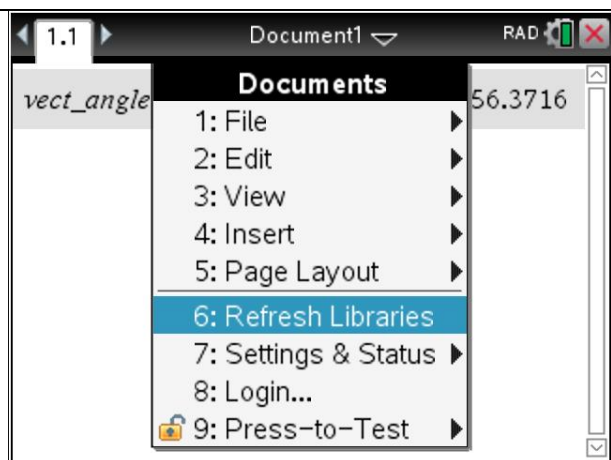 1.1 Document1 RAD
Documents
vect_angle 56.3716
1: File
2: Edit
3: View
4: Insert
5: Page Layout
6: Refresh Libraries
7: Settings & Status
8: Login...
9: Press-to-Test